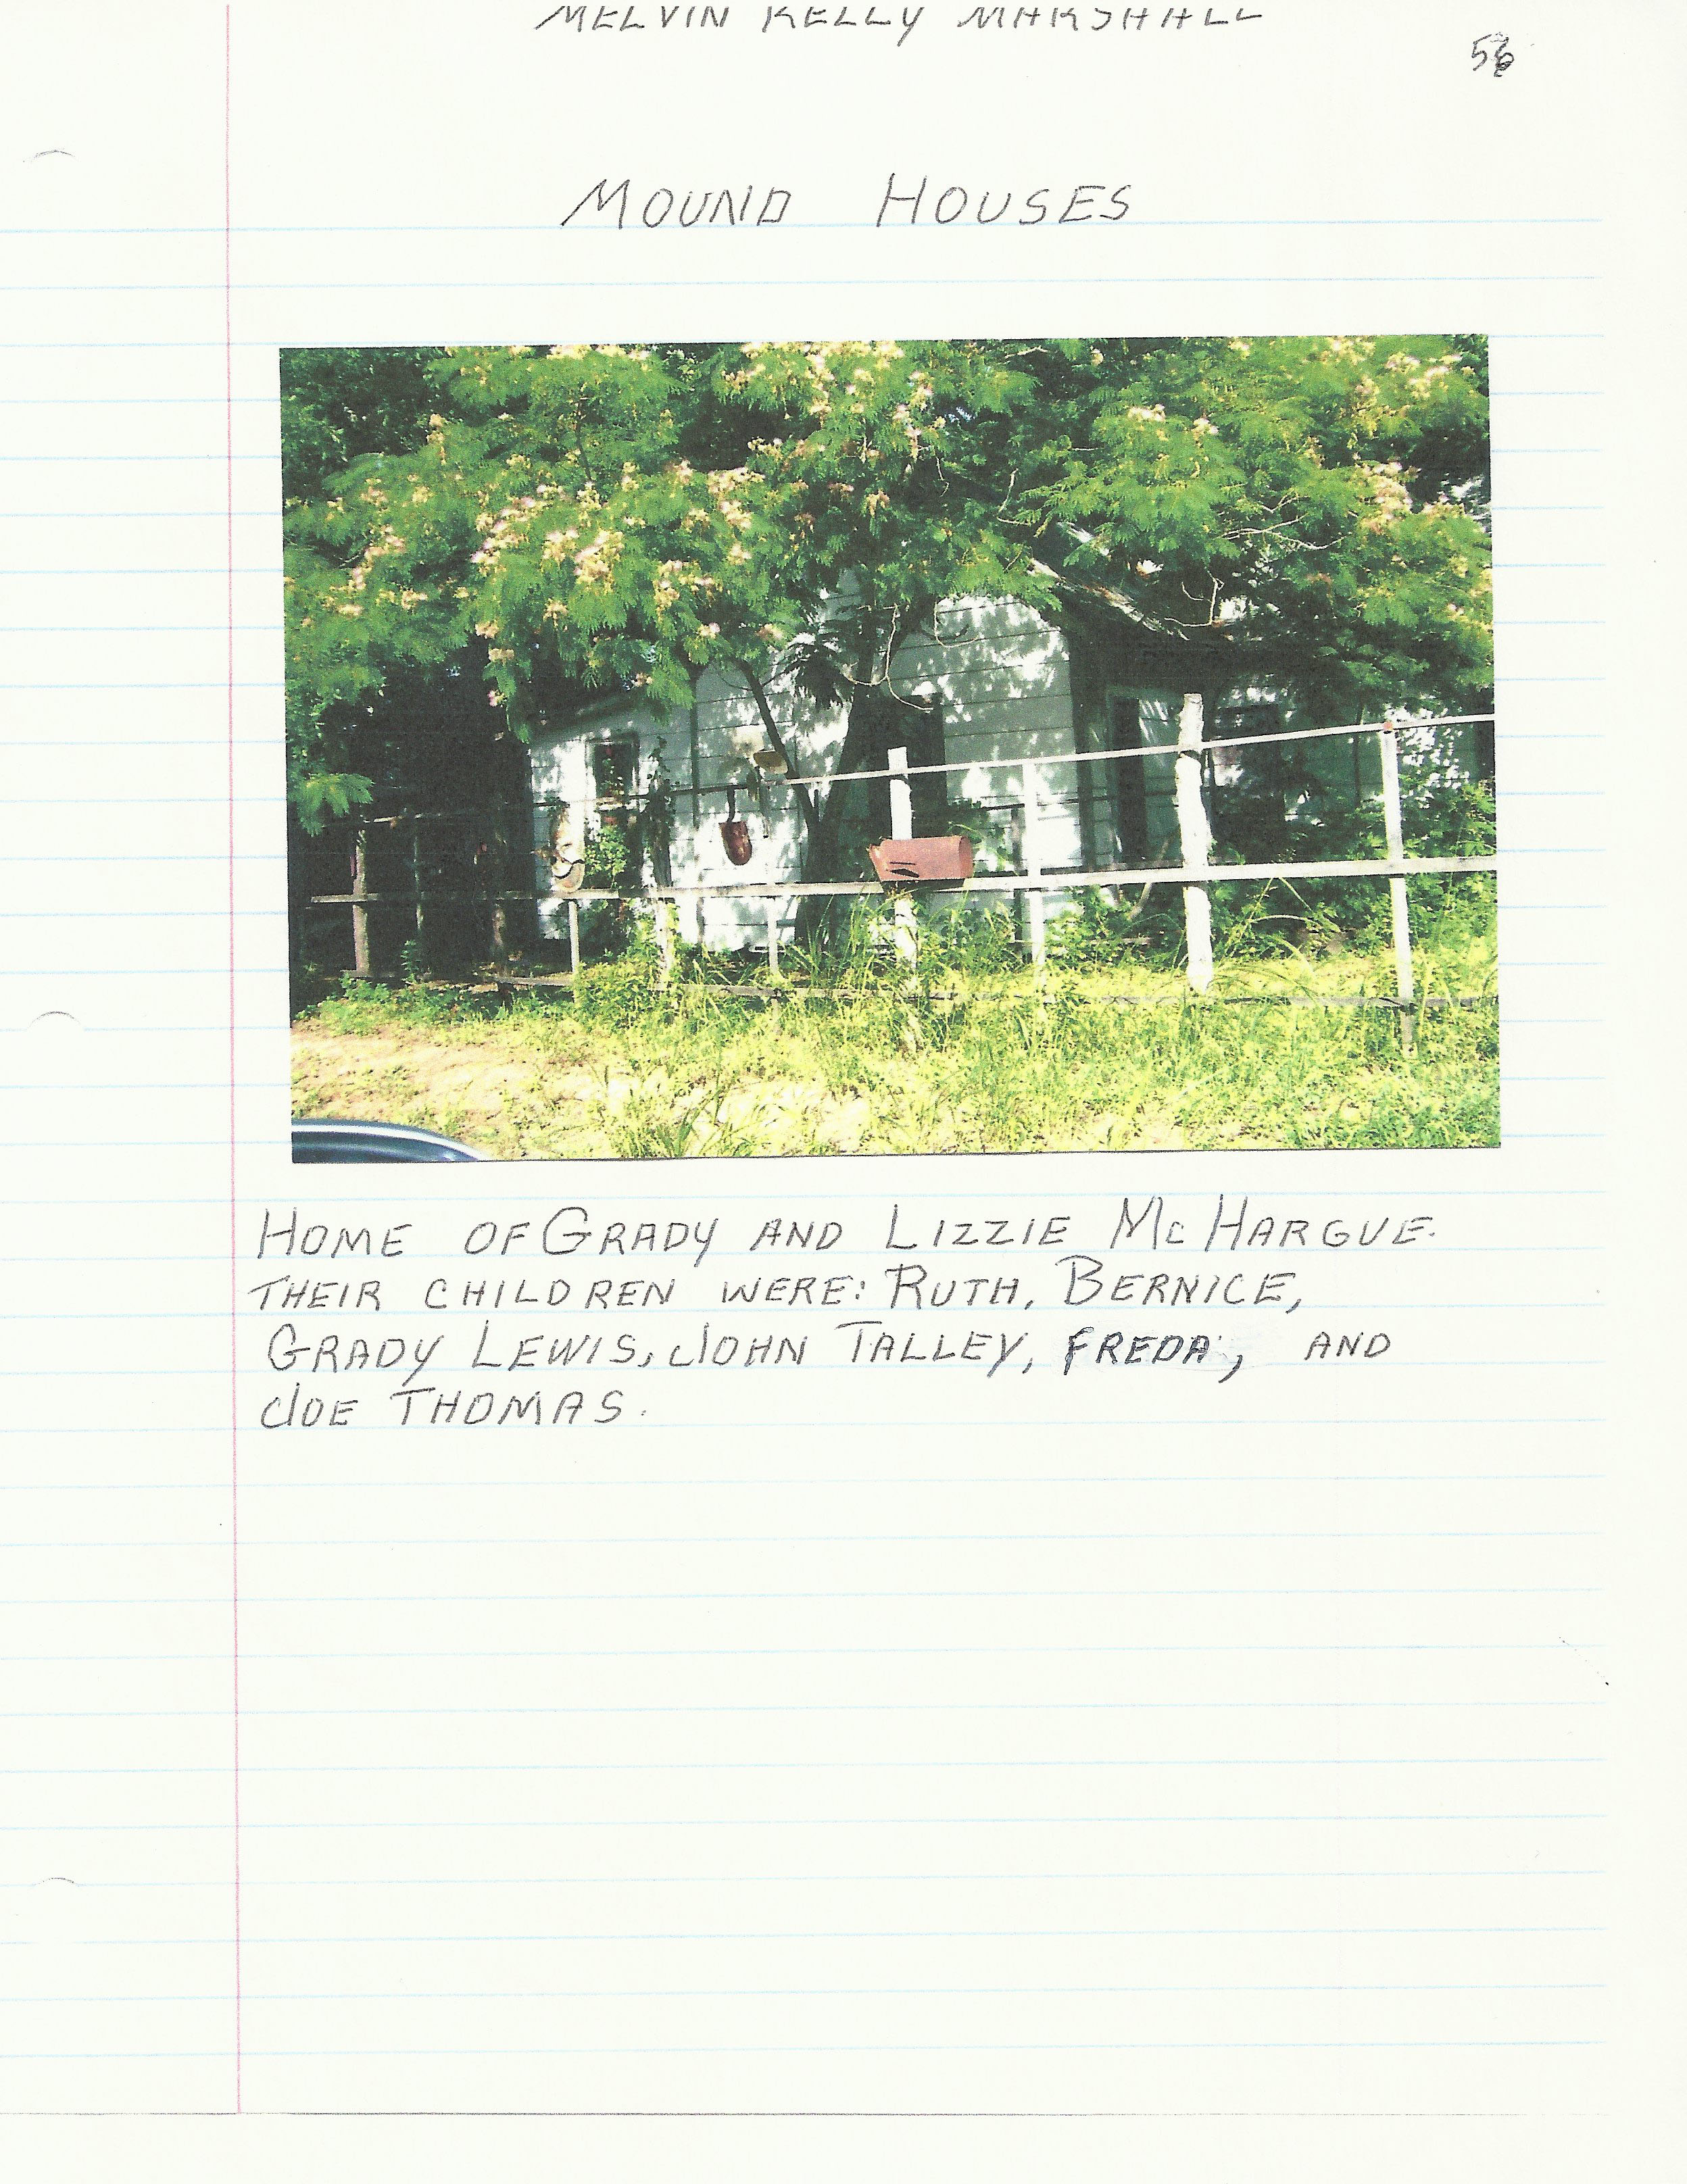 MELVIN KELLY MARSHALL
MOUND HOUSES
HOME OF GRADY AND LIZZIE McHARGUE.
THEIR CHILDREN WERE: RUTH, BERNICE,
GRADY LEWIS, JOHN TALLEY, FREDA, AND
JOE THOMAS.